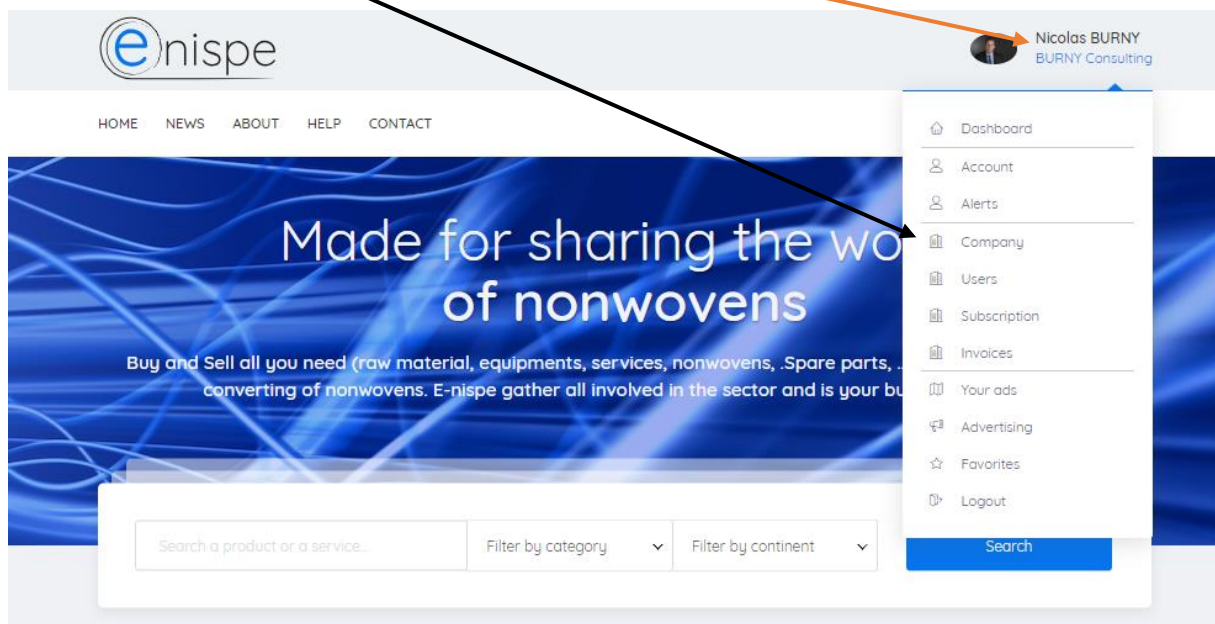 enispe
Nicolas BURNY
BURNY Consulting
HOME NEWS ABOUT HELP CONTACT
Dashboard
Account
Alerts
Company
Users
Subscription
Invoices
Your ads
Advertising
Favorites
Logout
Made for sharing the wo
of nonwovens
Buy and Sell all you need (raw material, equipments, services, nonwovens, .Spare parts, ..
converting of nonwovens. E-nispe gather all involved in the sector and is your bu
Search a product or a service...
Filter by category
Filter by continent
Search